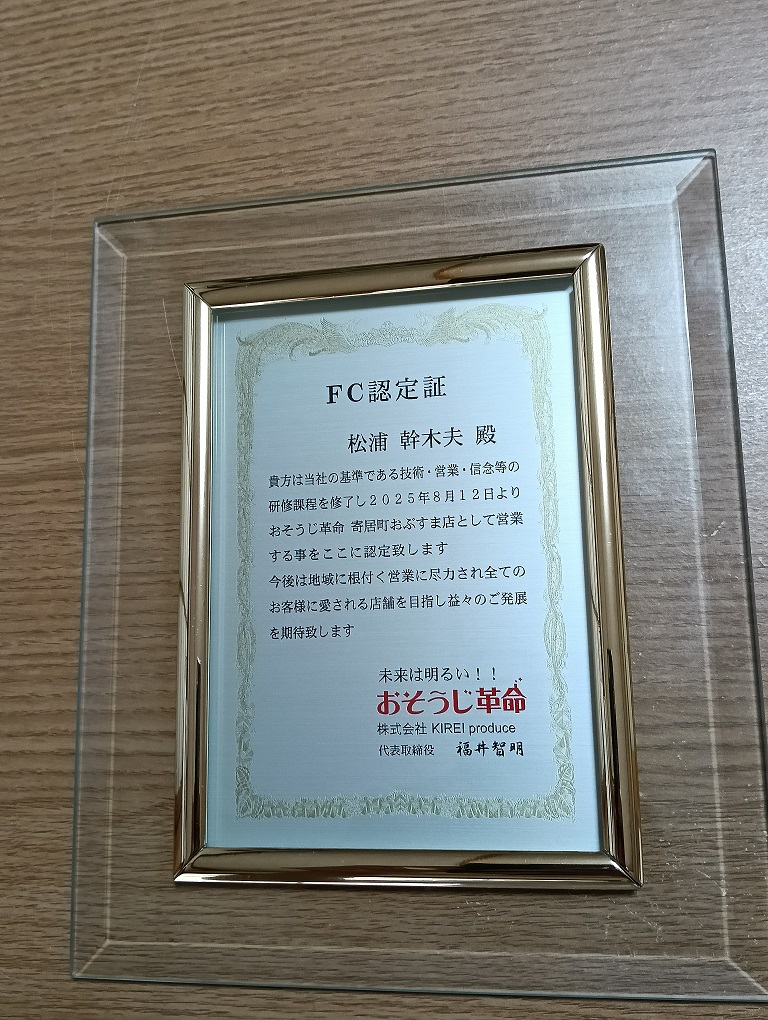 FC認定証
松浦 幹木夫 殿
貴方は当社の基準である技術・営業・信念等の
研修課程を修了し2025年8月12日より
おそうじ革命 寄居町おぶすま店として営業
する事をここに認定致します
今後は地域に根付く営業に尽力され全ての
お客様に愛される店舗を目指し益々のご発展
を期待致します
未来は明るい！！
おそうじ革命
株式会社 KIREI produce
代表取締役 福井智明